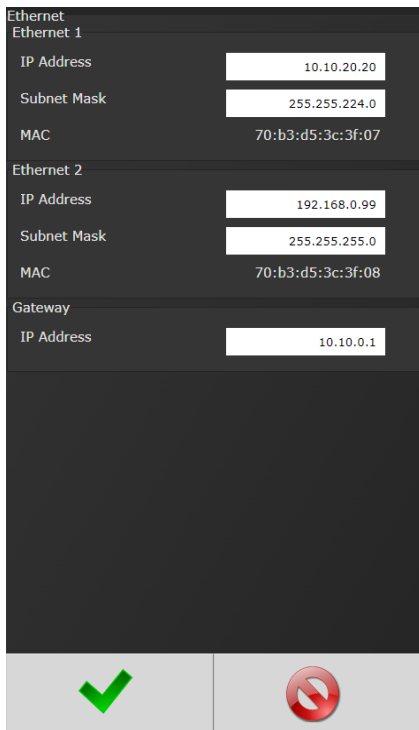 Ethernet
Ethernet 1
IP Address 10.10.20.20
Subnet Mask 255.255.224.0
MAC 70:b3:d5:3c:3f:07
Ethernet 2
IP Address 192.168.0.99
Subnet Mask 255.255.255.0
MAC 70:b3:d5:3c:3f:08
Gateway
IP Address 10.10.0.1